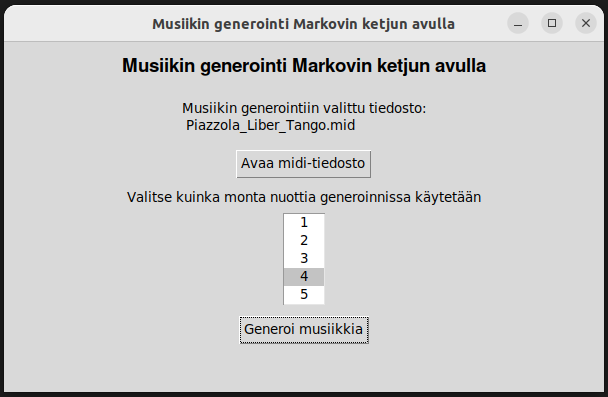 Musiikin generointi Markovin ketjun avulla
Musiikin generointi Markovin ketjun avulla
Musiikin generointiin valittu tiedosto:
Piazzola_Liber_Tango.mid
Avaa midi-tiedosto
Valitse kuinka monta nuottia generoinnissa käytetään
1
2
3
4
5
Generoi musiikkia